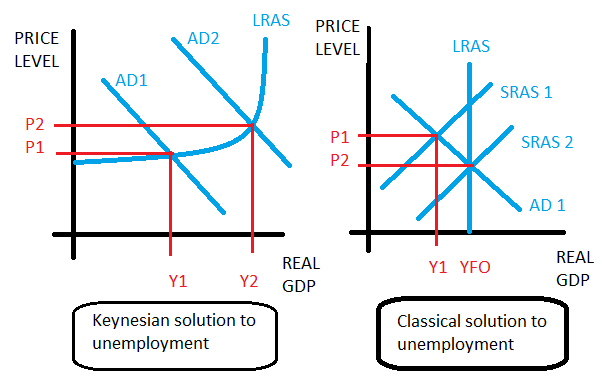 PRICE
LEVEL
AD1
AD2
LRAS
P2
P1
Y1
Y2
REAL
GDP
Keynesian solution to
unemployment
PRICE
LEVEL
LRAS
SRAS 1
SRAS 2
P1
P2
AD 1
Y1
YFO
REAL
GDP
Classical solution to
unemployment